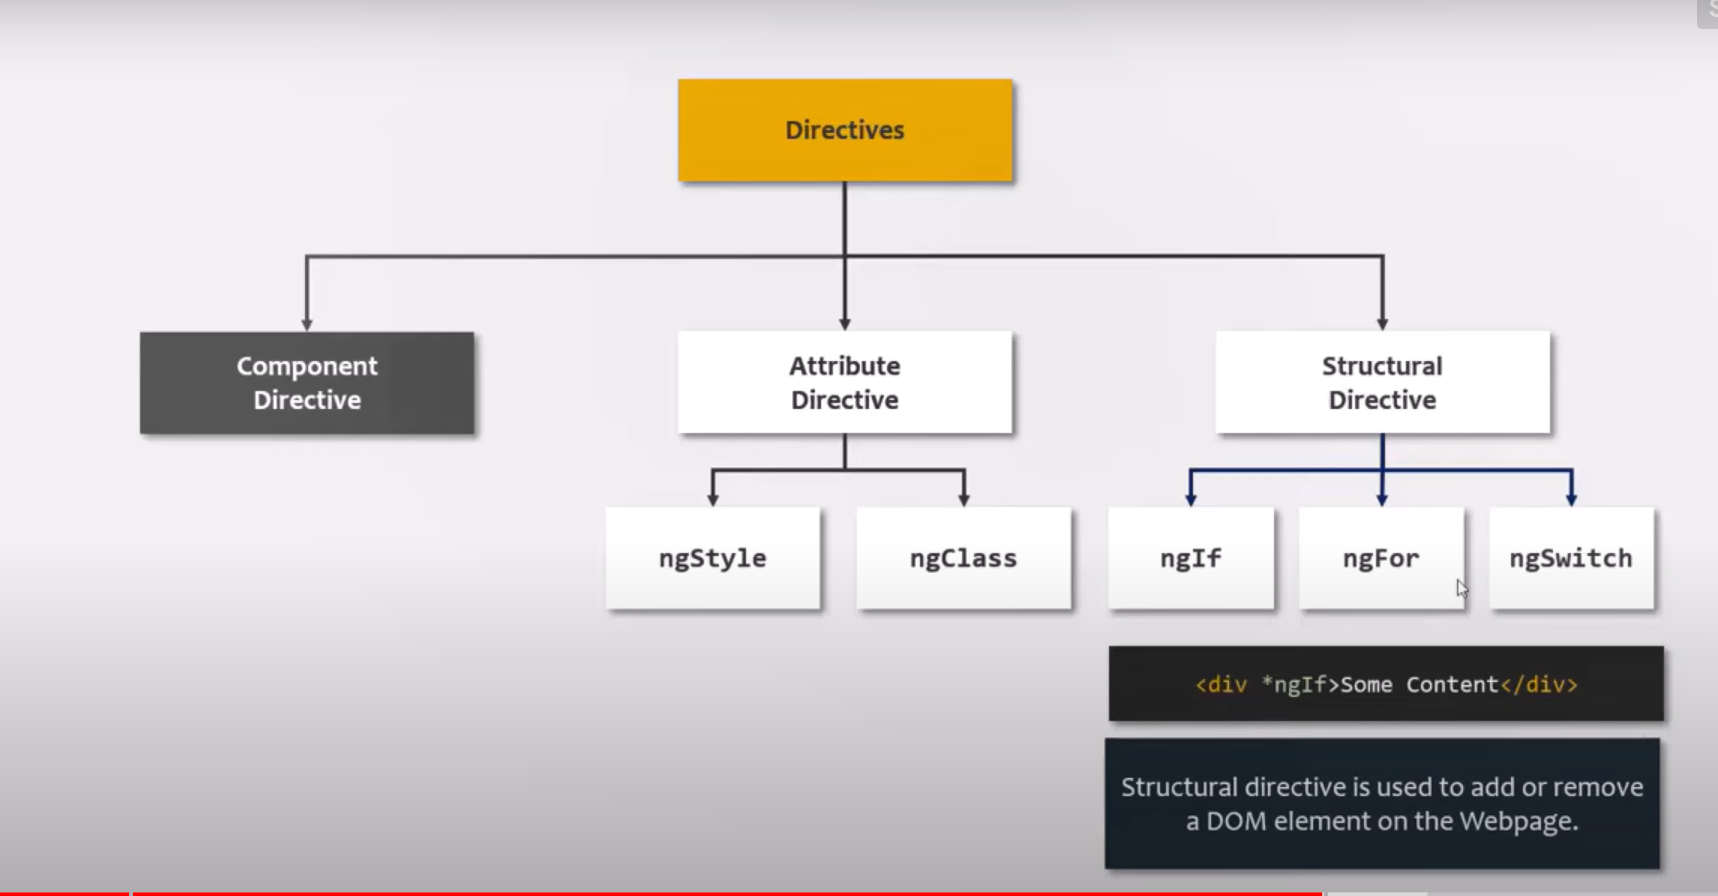 Directives
Component
Directive
Attribute
Directive
Structural
Directive
ngStyle
ngClass
ngIf
ngFor
ngSwitch
<div *ngIf>Some Content</div>
Structural directive is used to add or remove
a DOM element on the Webpage.